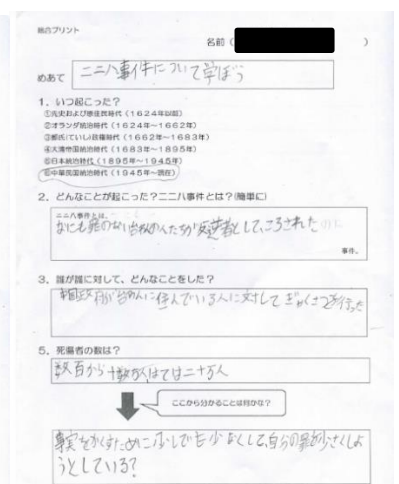 総合プリント
名前（　　）
めあて 二二八事件について学ぼう
1. いつ起こった？
①先史および原住民時代（1624年以前）
②オランダ統治時代（1624年〜1662年）
③鄭氏(ていし)政権時代（1662年〜1683年）
④大清帝国統治時代（1683年〜1895年）
⑤日本統治時代（1895年〜1945年）
⑥中華民国統治時代（1945年〜現在）
2. どんなことが起こった？二二八事件とは？(簡単に)
二二八事件とは、
なにも罪のない台わんの人たちが反逆者として、ころされた
事件。
3. 誰が誰に対して、どんなことをした？
中国政府が台わんに住んでいる人に対してぎゃくさつを行った
5. 死傷者の数は？
数百から十数万人はては二十万人
ここから分かることは何かな？
事実をかくすために少しでも少なくして、自分の罪を少さくしよ
うとしている？